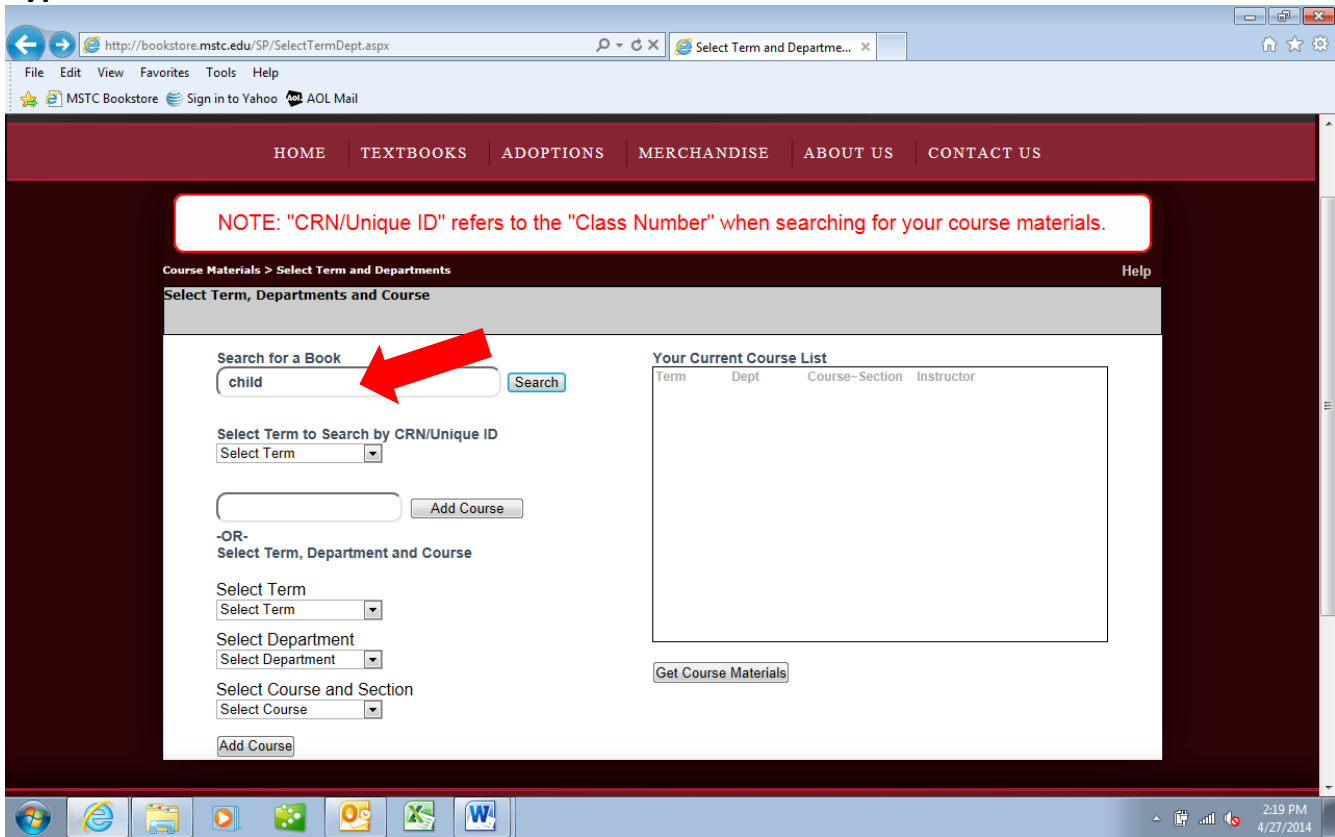 http://bookstore.mstc.edu/SP/SelectTermDept.aspx
Select Term and Departme...
File Edit View Favorites Tools Help
MSTC Bookstore Sign in to Yahoo AOL Mail
HOME TEXTBOOKS ADOPTIONS MERCHANDISE ABOUT US CONTACT US
NOTE: "CRN/Unique ID" refers to the "Class Number" when searching for your course materials.
Course Materials > Select Term and Departments Help
Select Term, Departments and Course
Search for a Book
child Search
Select Term to Search by CRN/Unique ID
Select Term
Add Course
-OR-
Select Term, Department and Course
Select Term
Select Term
Select Department
Select Department
Select Course and Section
Select Course
Add Course
Your Current Course List
Term Dept Course~Section Instructor
Get Course Materials
2:19 PM
4/27/2014